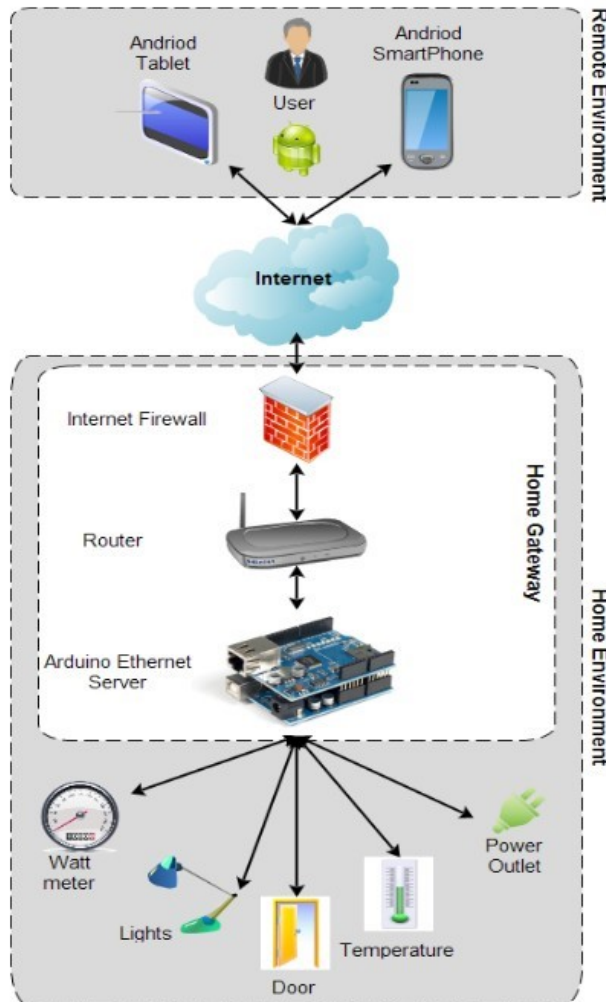 Andriod
Tablet
User
Andriod
SmartPhone
Remote Environment
Internet
Internet Firewall
Router
Arduino Ethernet
Server
Home Gateway
Home Environment
Watt
meter
Lights
Door
Temperature
Power
Outlet